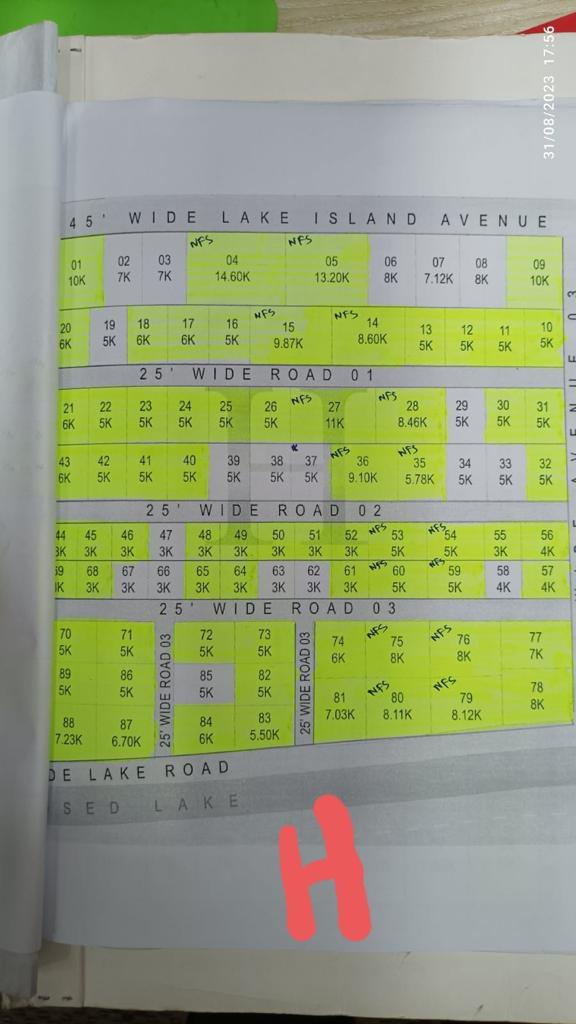 31/08/2023 17:56
45' WIDE LAKE ISLAND AVENUE
NFS NFS
01 02 03 04 05 06 07 08 09
10K 7K 7K 14.60K 13.20K 8K 7.12K 8K 10K
NFS NFS
20 19 18 17 16 15 14 13 12 11 10
6K 5K 6K 6K 5K 9.87K 8.60K 5K 5K 5K 5K
25' WIDE ROAD 01
NFS NFS
21 22 23 24 25 26 27 28 29 30 31
6K 5K 5K 5K 5K 5K 11K 8.46K 5K 5K 5K
NFS NFS
43 42 41 40 39 38 37 36 35 34 33 32
6K 5K 5K 5K 5K 5K 5K 9.10K 5.78K 5K 5K 5K
25' WIDE ROAD 02
NFS NFS
44 45 46 47 48 49 50 51 52 53 54 55 56
3K 3K 3K 3K 3K 3K 3K 3K 3K 5K 5K 3K 4K
NFS NFS
69 68 67 66 65 64 63 62 61 60 59 58 57
3K 3K 3K 3K 3K 3K 3K 3K 3K 5K 5K 4K 4K
25' WIDE ROAD 03
NFS NFS
70 71 72 73 74 75 76 77
5K 5K 5K 5K 6K 8K 8K 7K
25' WIDE ROAD 03
25' WIDE ROAD 03
89 86 85 82
5K 5K 5K 5K
NFS NFS
81 80 79 78
7.03K 8.11K 8.12K 8K
88 87 84 83
7.23K 6.70K 6K 5.50K
DE LAKE ROAD
SED LAKE
H